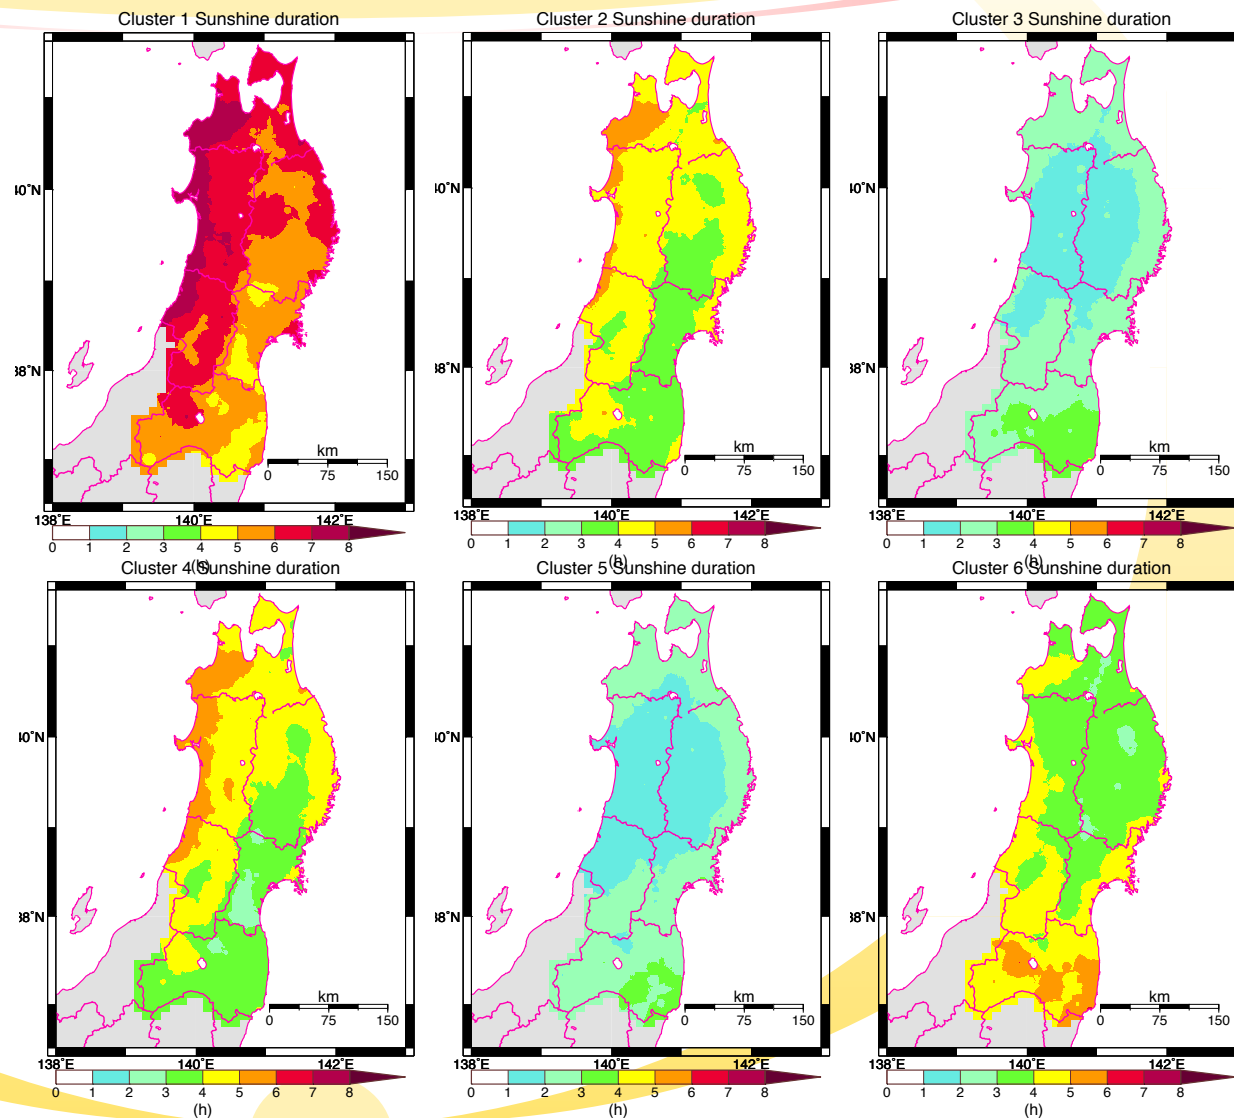 Cluster 1 Sunshine duration
Cluster 2 Sunshine duration
Cluster 3 Sunshine duration
40°N
38°N
km
0 75 150
138°E 140°E 142°E
0 1 2 3 4 5 6 7 8
(h)
40°N
38°N
km
0 75 150
138°E 140°E 142°E
0 1 2 3 4 5 6 7 8
(h)
40°N
38°N
km
0 75 150
138°E 140°E 142°E
0 1 2 3 4 5 6 7 8
(h)
Cluster 4 Sunshine duration
Cluster 5 Sunshine duration
Cluster 6 Sunshine duration
40°N
38°N
km
0 75 150
138°E 140°E 142°E
0 1 2 3 4 5 6 7 8
(h)
40°N
38°N
km
0 75 150
138°E 140°E 142°E
0 1 2 3 4 5 6 7 8
(h)
40°N
38°N
km
0 75 150
138°E 140°E 142°E
0 1 2 3 4 5 6 7 8
(h)